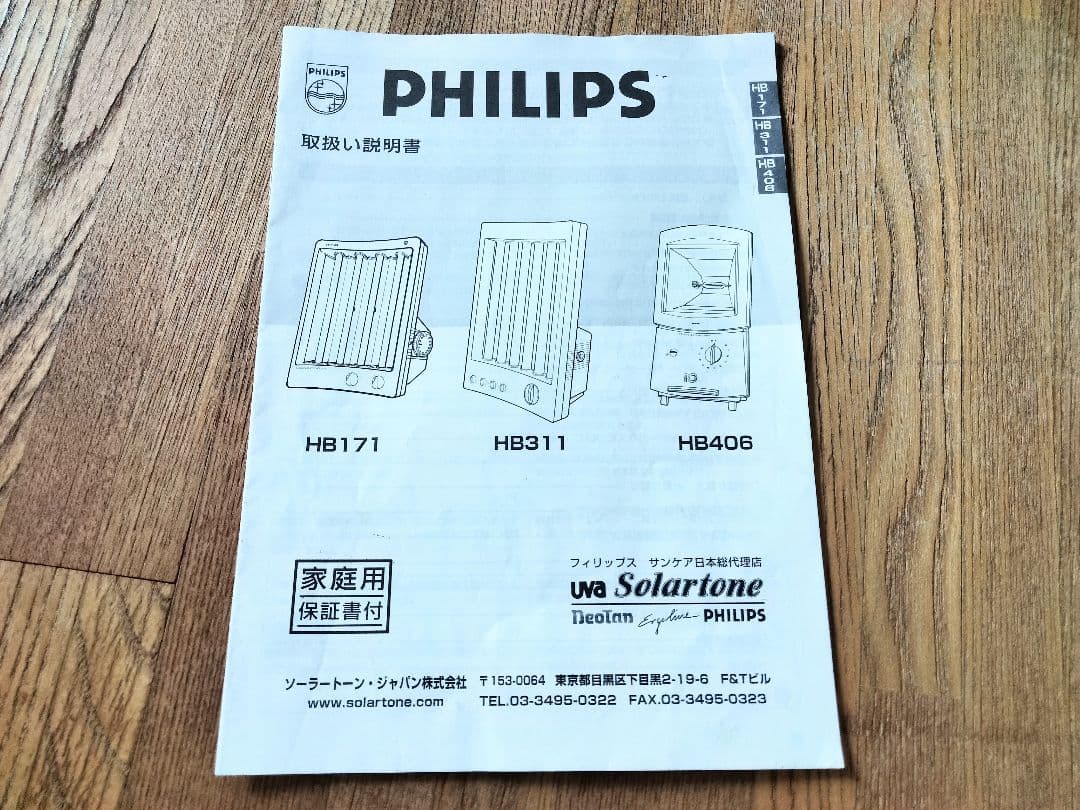 PHILIPS
PHILIPS
取扱い説明書
HB171
HB311
HB406
HB171
HB311
HB406
家庭用
保証書付
フィリップス サンケア日本総代理店
UVA Solartone
NeoTan Ergoline PHILIPS
ソーラートーン・ジャパン株式会社 〒153-0064 東京都目黒区下目黒2-19-6 F&Tビル
www.solartone.com TEL.03-3495-0322 FAX.03-3495-0323